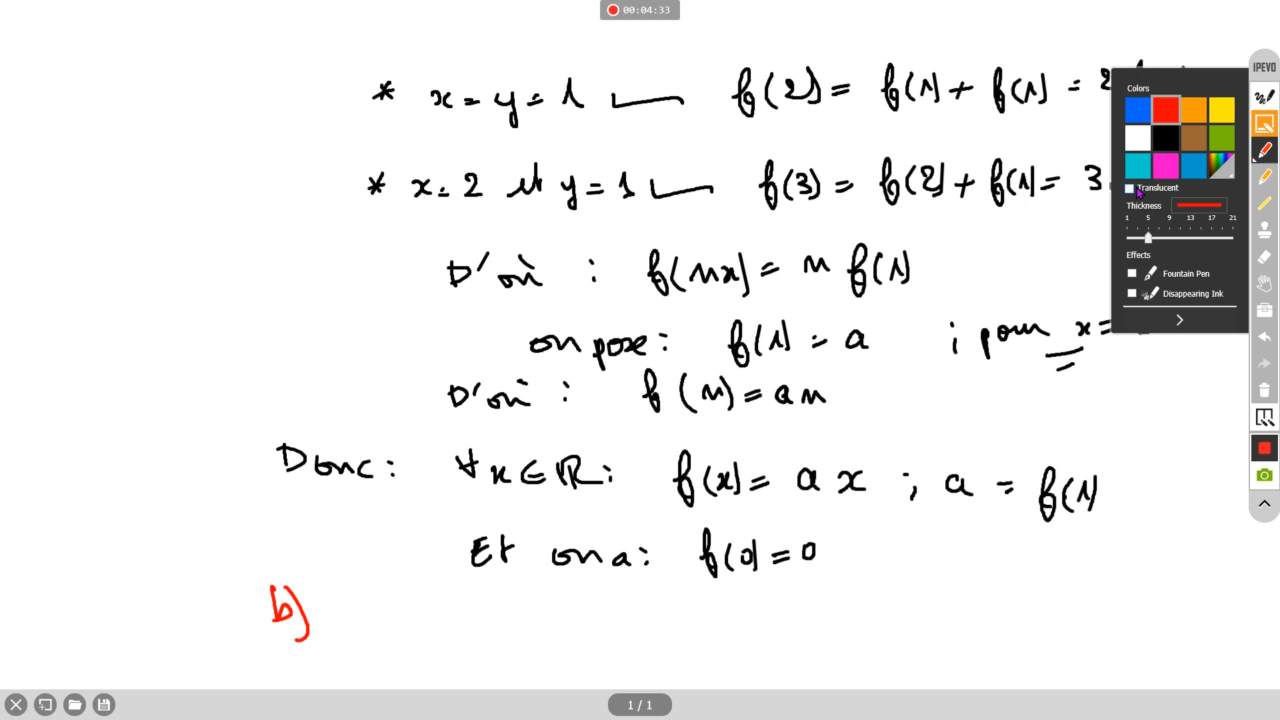 00:04:33
* x = y = 1 f(2) = f(1) + f(1) = 2
* x = 2 et y = 1 f(3) = f(2) + f(1) = 3
D'où : f(nx) = n f(1)
on pose : f(1) = a ; pour x =
D'où : f(n) = an
Donc : ∀x ∈ ℝ : f(x) = a x ; a = f(1)
Et on a : f(0) = 0
b)
IPEVO
Colors
Translucent
Thickness
1 5 9 13 17 21
Effects
Fountain Pen
Disappearing Ink
1 / 1